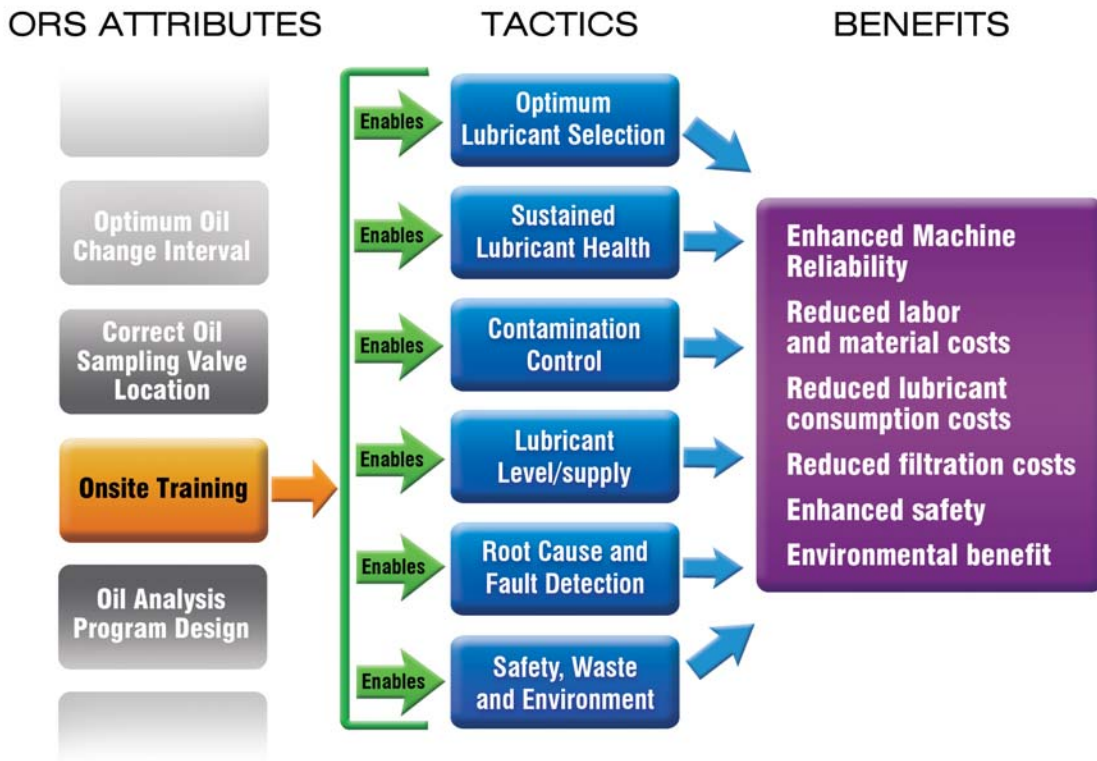 ORS ATTRIBUTES
TACTICS
BENEFITS
Optimum Oil
Change Interval
Correct Oil
Sampling Valve
Location
Onsite Training
Oil Analysis
Program Design
Enables
Optimum
Lubricant Selection
Enables
Sustained
Lubricant Health
Enables
Contamination
Control
Enables
Lubricant
Level/supply
Enables
Root Cause and
Fault Detection
Enables
Safety, Waste
and Environment
Enhanced Machine
Reliability
Reduced labor
and material costs
Reduced lubricant
consumption costs
Reduced filtration costs
Enhanced safety
Environmental benefit